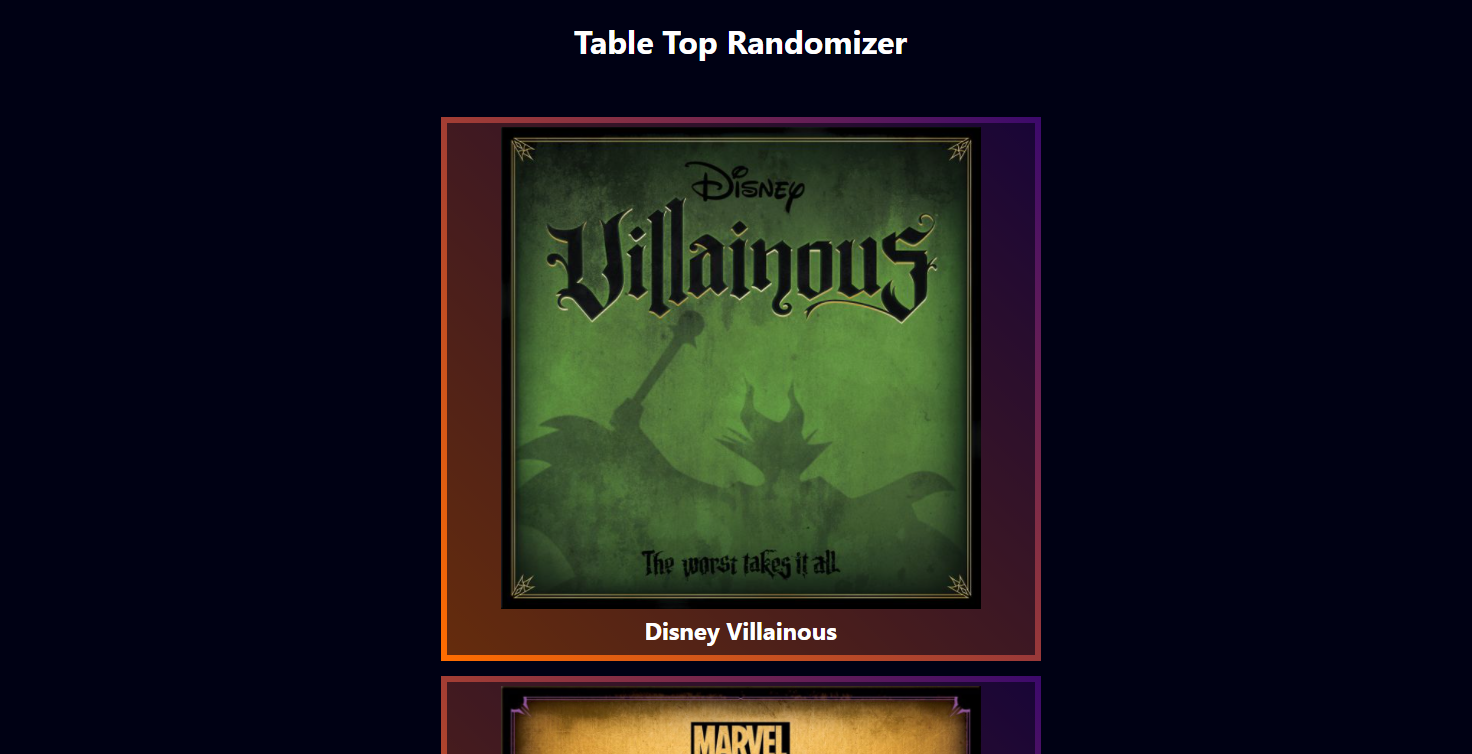 Table Top Randomizer
Disney
Villainous
The worst takes it all
Disney Villainous
MARVEL